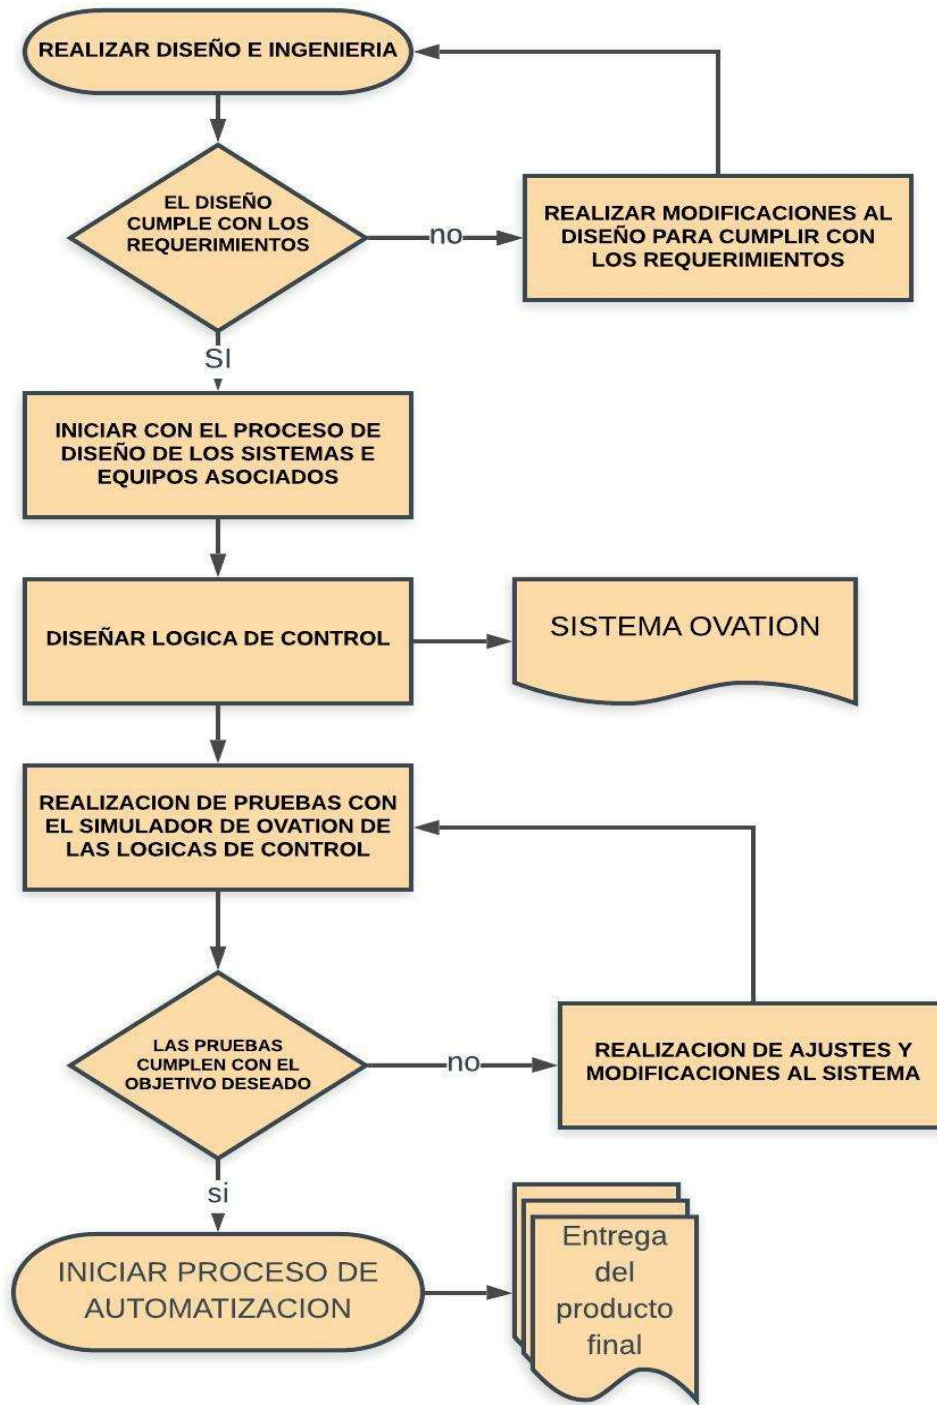 REALIZAR DISEÑO E INGENIERIA
EL DISEÑO
CUMPLE CON LOS
REQUERIMIENTOS
no
REALIZAR MODIFICACIONES AL
DISEÑO PARA CUMPLIR CON
LOS REQUERIMIENTOS
SI
INICIAR CON EL PROCESO DE
DISEÑO DE LOS SISTEMAS E
EQUIPOS ASOCIADOS
DISEÑAR LOGICA DE CONTROL
SISTEMA OVATION
REALIZACION DE PRUEBAS CON
EL SIMULADOR DE OVATION DE
LAS LOGICAS DE CONTROL
LAS PRUEBAS
CUMPLEN CON EL
OBJETIVO DESEADO
no
REALIZACION DE AJUSTES Y
MODIFICACIONES AL SISTEMA
si
INICIAR PROCESO DE
AUTOMATIZACION
Entrega
del
producto
final